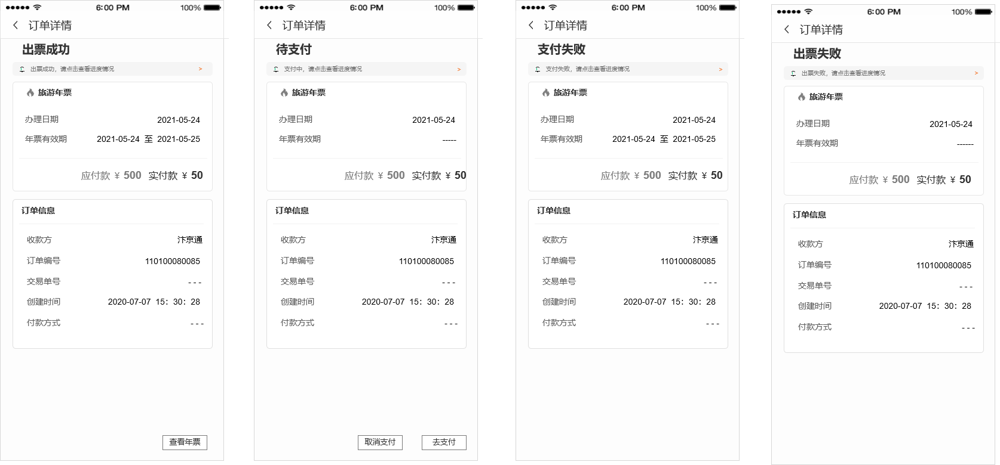 6:00 PM 100%
订单详情
出票成功
出票成功，请点击查看进度情况 >
旅游年票
办理日期 2021-05-24
年票有效期 2021-05-24 至 2021-05-25
应付款 ¥ 500 实付款 ¥ 50
订单信息
收款方 汴京通
订单编号 110100080085
交易单号 - - -
创建时间 2020-07-07 15：30：28
付款方式 - - -
查看年票
6:00 PM 100%
订单详情
待支付
支付中，请点击查看进度情况 >
旅游年票
办理日期 2021-05-24
年票有效期 -----
应付款 ¥ 500 实付款 ¥ 50
订单信息
收款方 汴京通
订单编号 110100080085
交易单号 - - -
创建时间 2020-07-07 15：30：28
付款方式 - - -
取消支付 去支付
6:00 PM 100%
订单详情
支付失败
支付失败，请点击查看进度情况 >
旅游年票
办理日期 2021-05-24
年票有效期 2021-05-24 至 2021-05-25
应付款 ¥ 500 实付款 ¥ 50
订单信息
收款方 汴京通
订单编号 110100080085
交易单号 - - -
创建时间 2020-07-07 15：30：28
付款方式 - - -
6:00 PM 100%
订单详情
出票失败
出票失败，请点击查看进度情况 >
旅游年票
办理日期 2021-05-24
年票有效期 ------
应付款 ¥ 500 实付款 ¥ 50
订单信息
收款方 汴京通
订单编号 110100080085
交易单号 - - -
创建时间 2020-07-07 15：30：28
付款方式 - - -